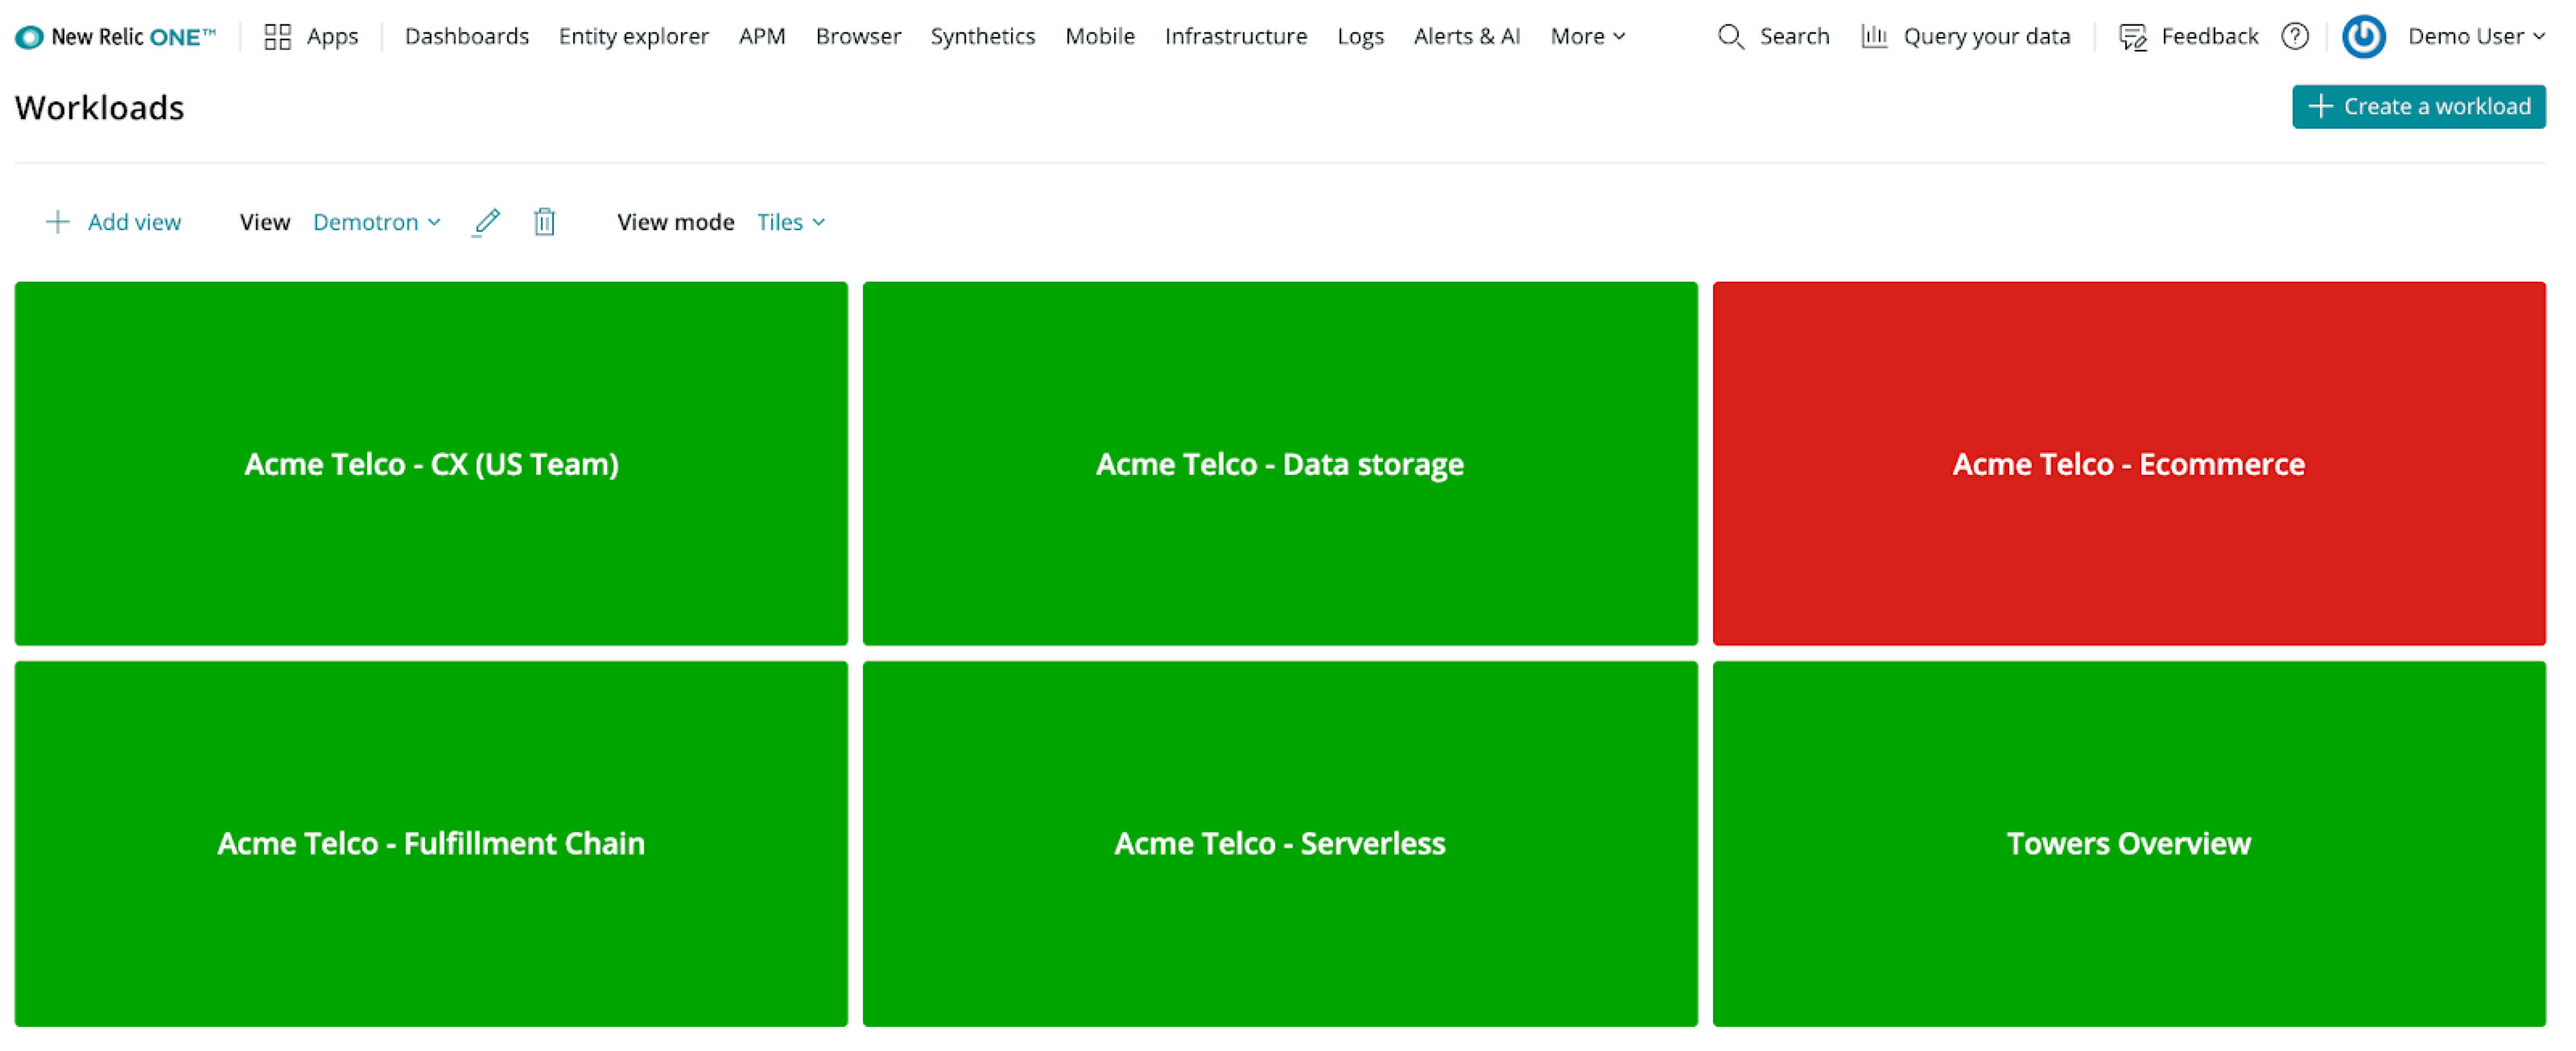 New Relic ONE™ Apps Dashboards Entity explorer APM Browser Synthetics Mobile Infrastructure Logs Alerts & AI More Search Query your data Feedback ? Demo User
Workloads + Create a workload
+ Add view View Demotron View mode Tiles
Acme Telco - CX (US Team) Acme Telco - Data storage Acme Telco - Ecommerce
Acme Telco - Fulfillment Chain Acme Telco - Serverless Towers Overview